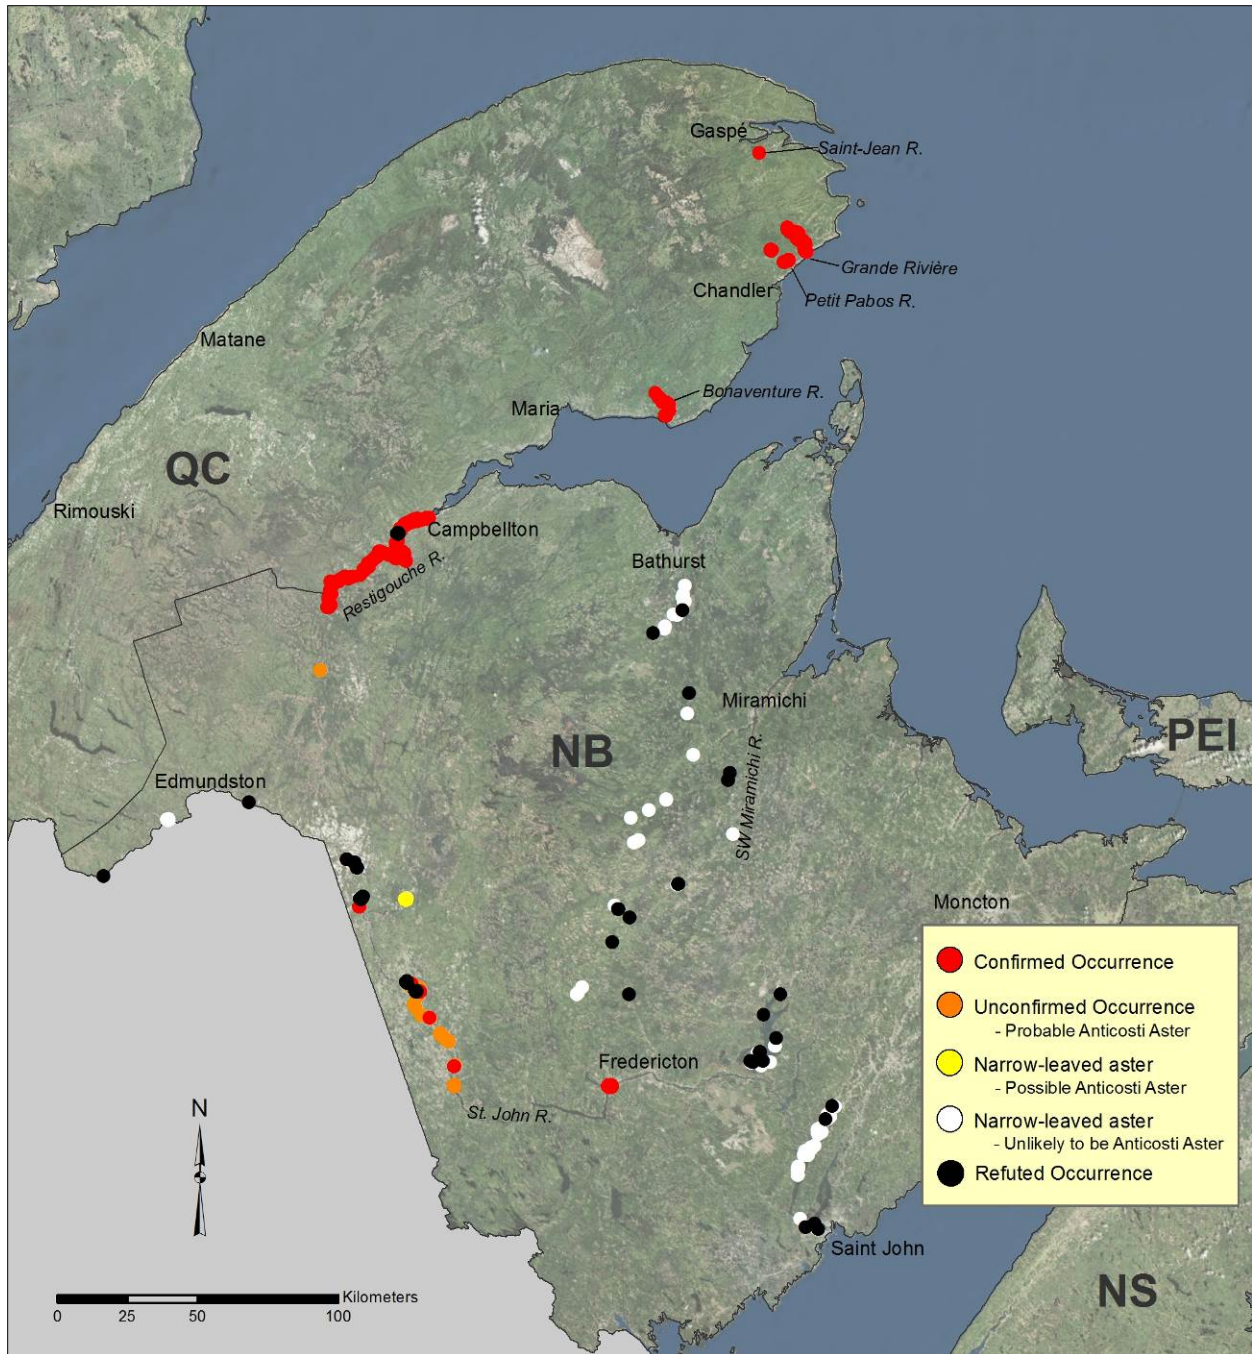 Gaspé
Saint-Jean R.
Grande Rivière
Chandler
Petit Pabos R.
Matane
Bonaventure R.
Maria
QC
Rimouski
Campbellton
Restigouche R.
Bathurst
Miramichi
NB
SW Miramichi R.
PEI
Edmundston
Moncton
Confirmed Occurrence
Unconfirmed Occurrence
- Probable Anticosti Aster
Narrow-leaved aster
- Possible Anticosti Aster
Narrow-leaved aster
- Unlikely to be Anticosti Aster
Refuted Occurrence
Fredericton
St. John R.
N
Saint John
NS
Kilometers
0 25 50 100